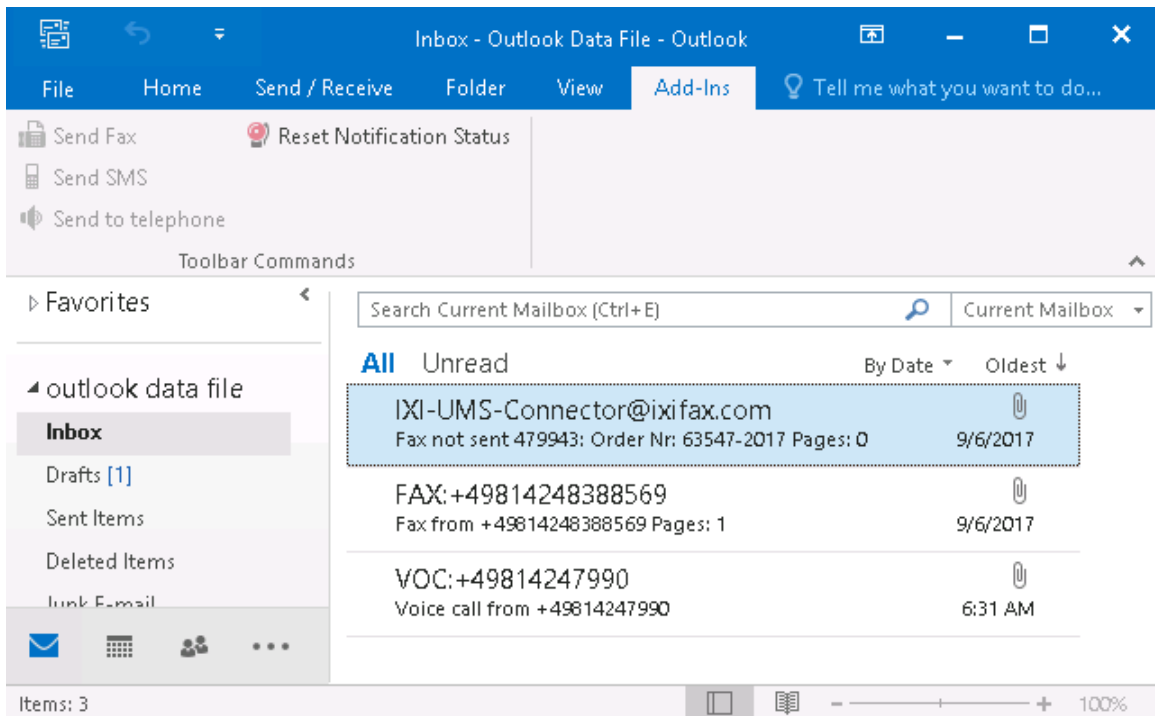 Inbox - Outlook Data File - Outlook
File Home Send / Receive Folder View Add-Ins Tell me what you want to do...
Send Fax Reset Notification Status
Send SMS
Send to telephone
Toolbar Commands
Favorites
Search Current Mailbox (Ctrl+E) Current Mailbox
All Unread By Date Oldest
outlook data file
Inbox
Drafts [1]
Sent Items
Deleted Items
Junk E-mail
IXI-UMS-Connector@ixifax.com
Fax not sent 479943: Order Nr: 63547-2017 Pages: 0 9/6/2017
FAX:+49814248388569
Fax from +49814248388569 Pages: 1 9/6/2017
VOC:+49814247990
Voice call from +49814247990 6:31 AM
Items: 3 100%